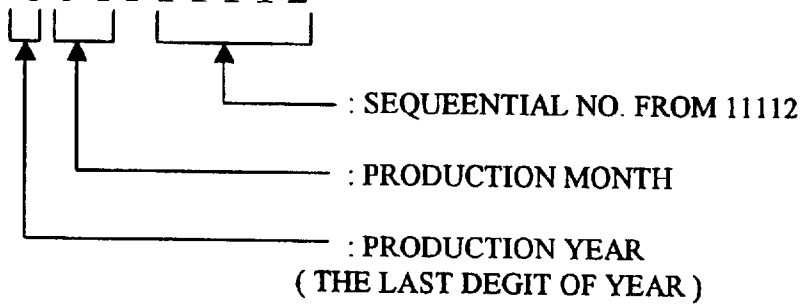 : SEQUEENTIAL NO. FROM 11112
: PRODUCTION MONTH
: PRODUCTION YEAR
( THE LAST DEGIT OF YEAR )